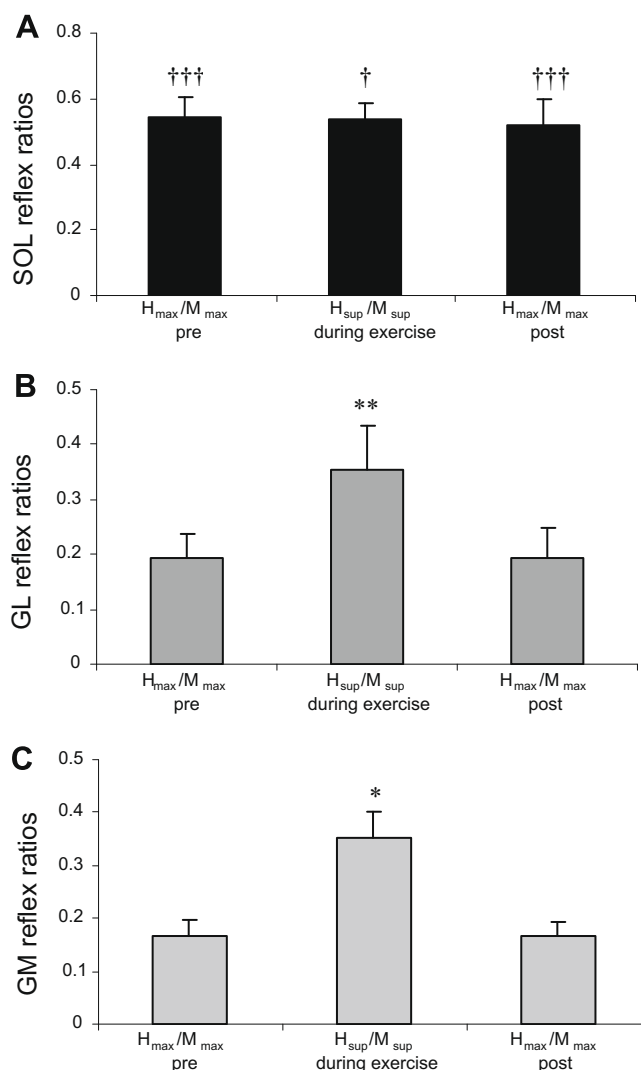 A
SOL reflex ratios
0.8
0.6
0.4
0.2
0
†††
†
†††
Hmax/Mmax Hsup/Msup Hmax/Mmax
pre during exercise post
B
GL reflex ratios
0.5
0.4
0.3
0.2
0.1
0
**
Hmax/Mmax Hsup/Msup Hmax/Mmax
pre during exercise post
C
GM reflex ratios
0.5
0.4
0.3
0.2
0.1
0
*
Hmax/Mmax Hsup/Msup Hmax/Mmax
pre during exercise post